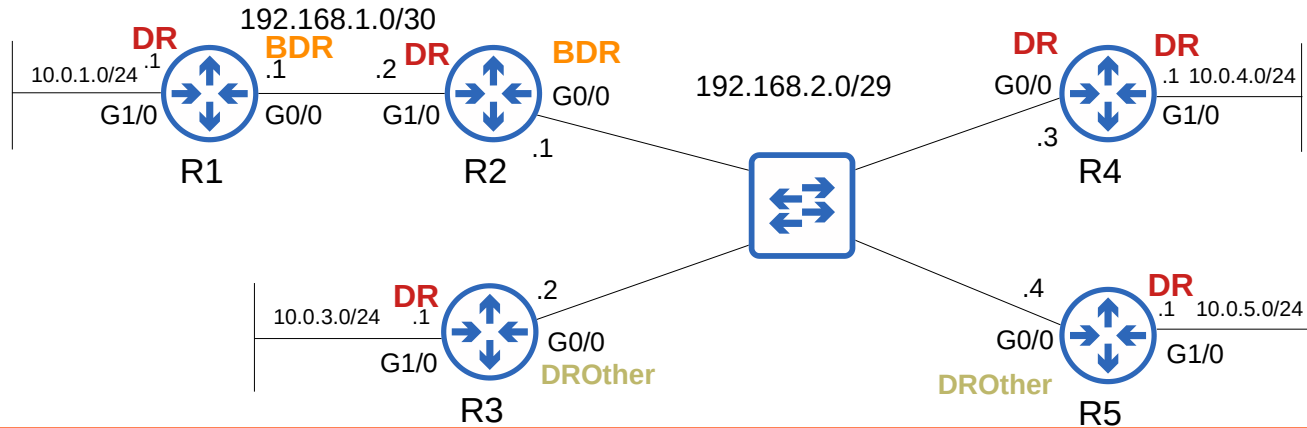 192.168.1.0/30
DR
BDR
10.0.1.0/24
.1
.1
G1/0
G0/0
R1
.2
DR
BDR
G1/0
G0/0
.1
R2
192.168.2.0/29
DR
DR
G0/0
.1
10.0.4.0/24
G1/0
.3
R4
DR
.2
10.0.3.0/24
.1
G1/0
G0/0
DROther
R3
.4
DR
.1
10.0.5.0/24
G0/0
G1/0
DROther
R5